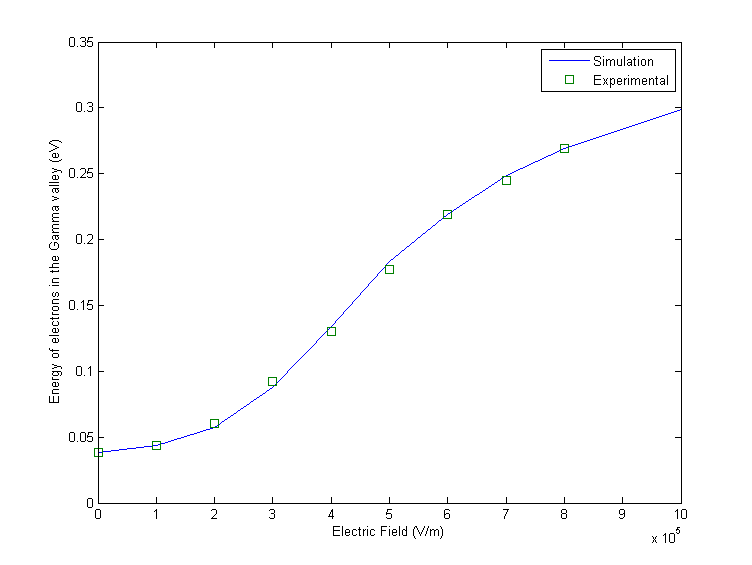 0.35
0.3
0.25
0.2
0.15
0.1
0.05
0
Energy of electrons in the Gamma valley (eV)
Simulation
Experimental
0 1 2 3 4 5 6 7 8 9 10
Electric Field (V/m)
x 10^5